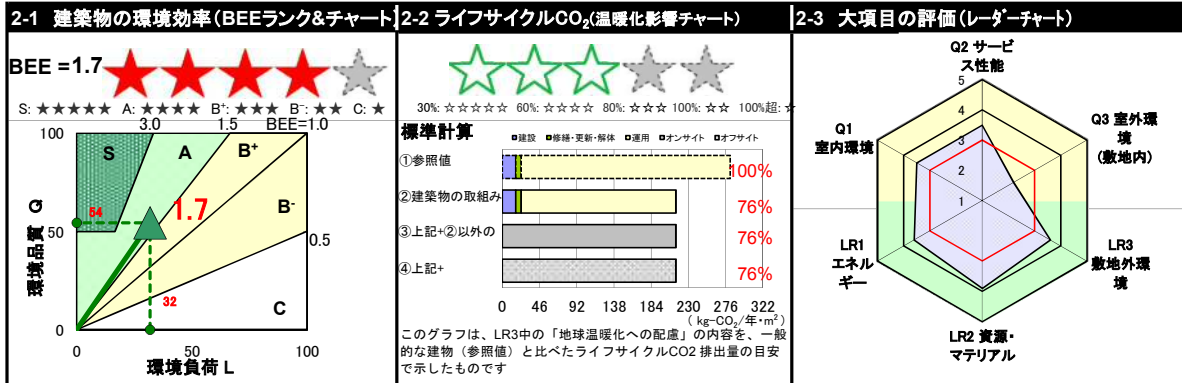 2-1 建築物の環境効率(BEEランク&チャート)
BEE =1.7
S: ★★★★★ A: ★★★★ B+: ★★★ B-: ★★ C: ★
3.0 1.5 BEE=1.0
100
S A B+
54 1.7 B-
50
0.5
32
C
0
0 50 100
環境品質 Q
環境負荷 L
2-2 ライフサイクルCO2(温暖化影響チャート)
30%: ☆☆☆☆☆ 60%: ☆☆☆☆ 80%: ☆☆☆ 100%: ☆☆ 100%超: ☆
標準計算
建設 修繕・更新・解体 運用 オンサイト オフサイト
①参照値 100%
②建築物の取組み 76%
③上記+②以外の 76%
④上記+ 76%
0 46 92 138 184 230 276 322
( kg-CO2/年・m2 )
このグラフは、LR3中の「地球温暖化への配慮」の内容を、一般
的な建物(参照値)と比べたライフサイクルCO2 排出量の目安
で示したものです
2-3 大項目の評価(レーダーチャート)
Q2 サービ
ス性能
5
4
3
2
1
Q1
室内環境
Q3 室外環
境
(敷地内)
LR1
エネル
ギー
LR3
敷地外環
境
LR2 資源・
マテリアル